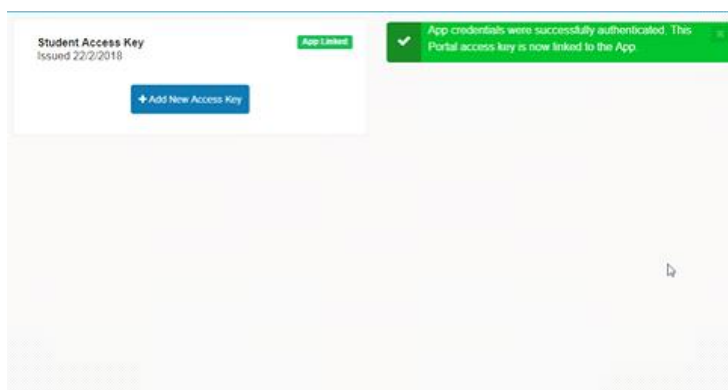 Student Access Key
App Linked
Issued 22/2/2018
+ Add New Access Key
App credentials were successfully authenticated. This
Portal access key is now linked to the App.